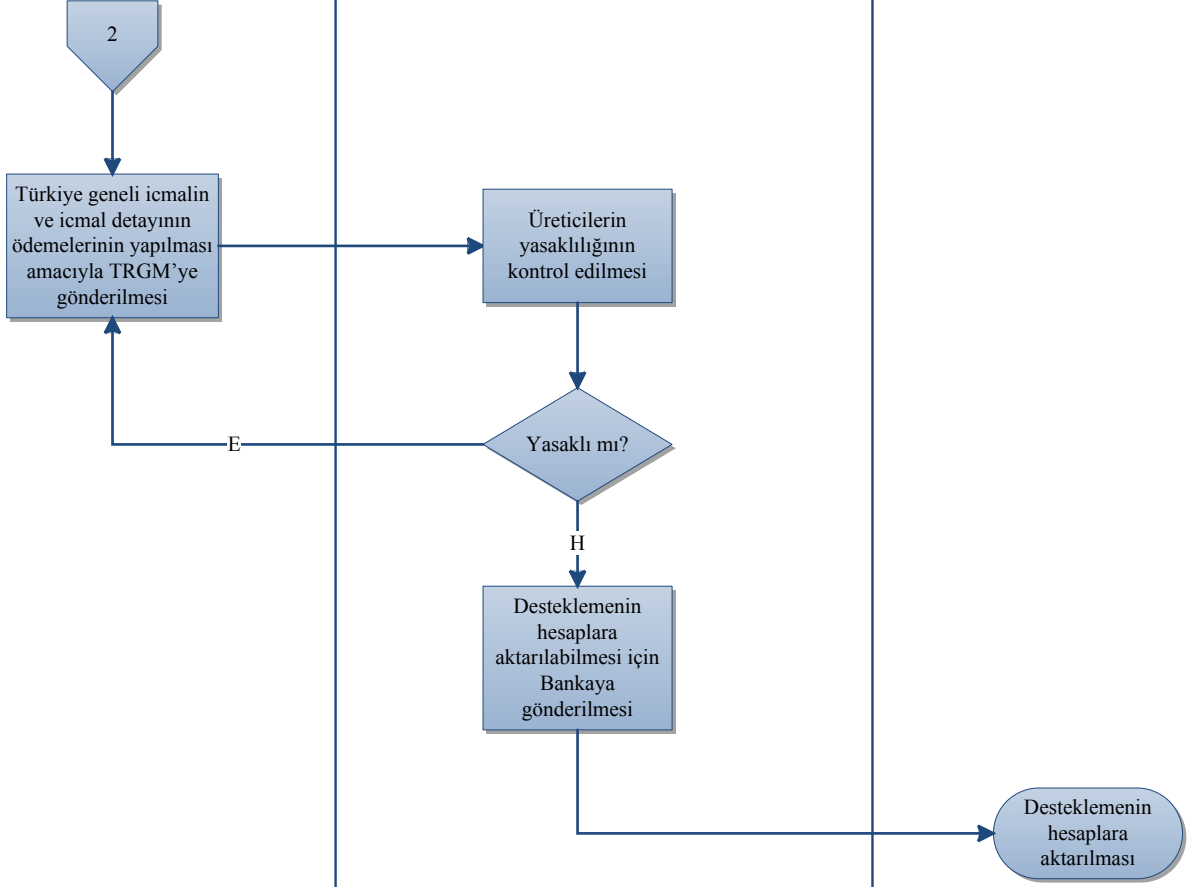 2
Türkiye geneli icmalin
ve icmal detayının
ödemelerinin yapılması
amacıyla TRGM’ye
gönderilmesi
Üreticilerin
yasaklılığının
kontrol edilmesi
Yasaklı mı?
E
H
Desteklemenin
hesaplara
aktarılabilmesi için
Bankaya
gönderilmesi
Desteklemenin
hesaplara
aktarılması